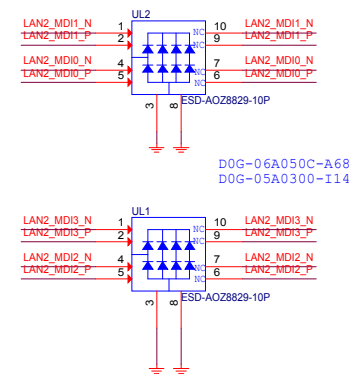 UL2
LAN2_MDI1_N 1 NC 10 LAN2_MDI1_N
LAN2_MDI1_P 2 NC 9 LAN2_MDI1_P
LAN2_MDI0_N 4 NC 7 LAN2_MDI0_N
LAN2_MDI0_P 5 NC 6 LAN2_MDI0_P
3 8 ESD-AOZ8829-10P
D0G-06A050C-A68
D0G-05A0300-I14
UL1
LAN2_MDI3_N 1 NC 10 LAN2_MDI3_N
LAN2_MDI3_P 2 NC 9 LAN2_MDI3_P
LAN2_MDI2_N 4 NC 7 LAN2_MDI2_N
LAN2_MDI2_P 5 NC 6 LAN2_MDI2_P
3 8 ESD-AOZ8829-10P